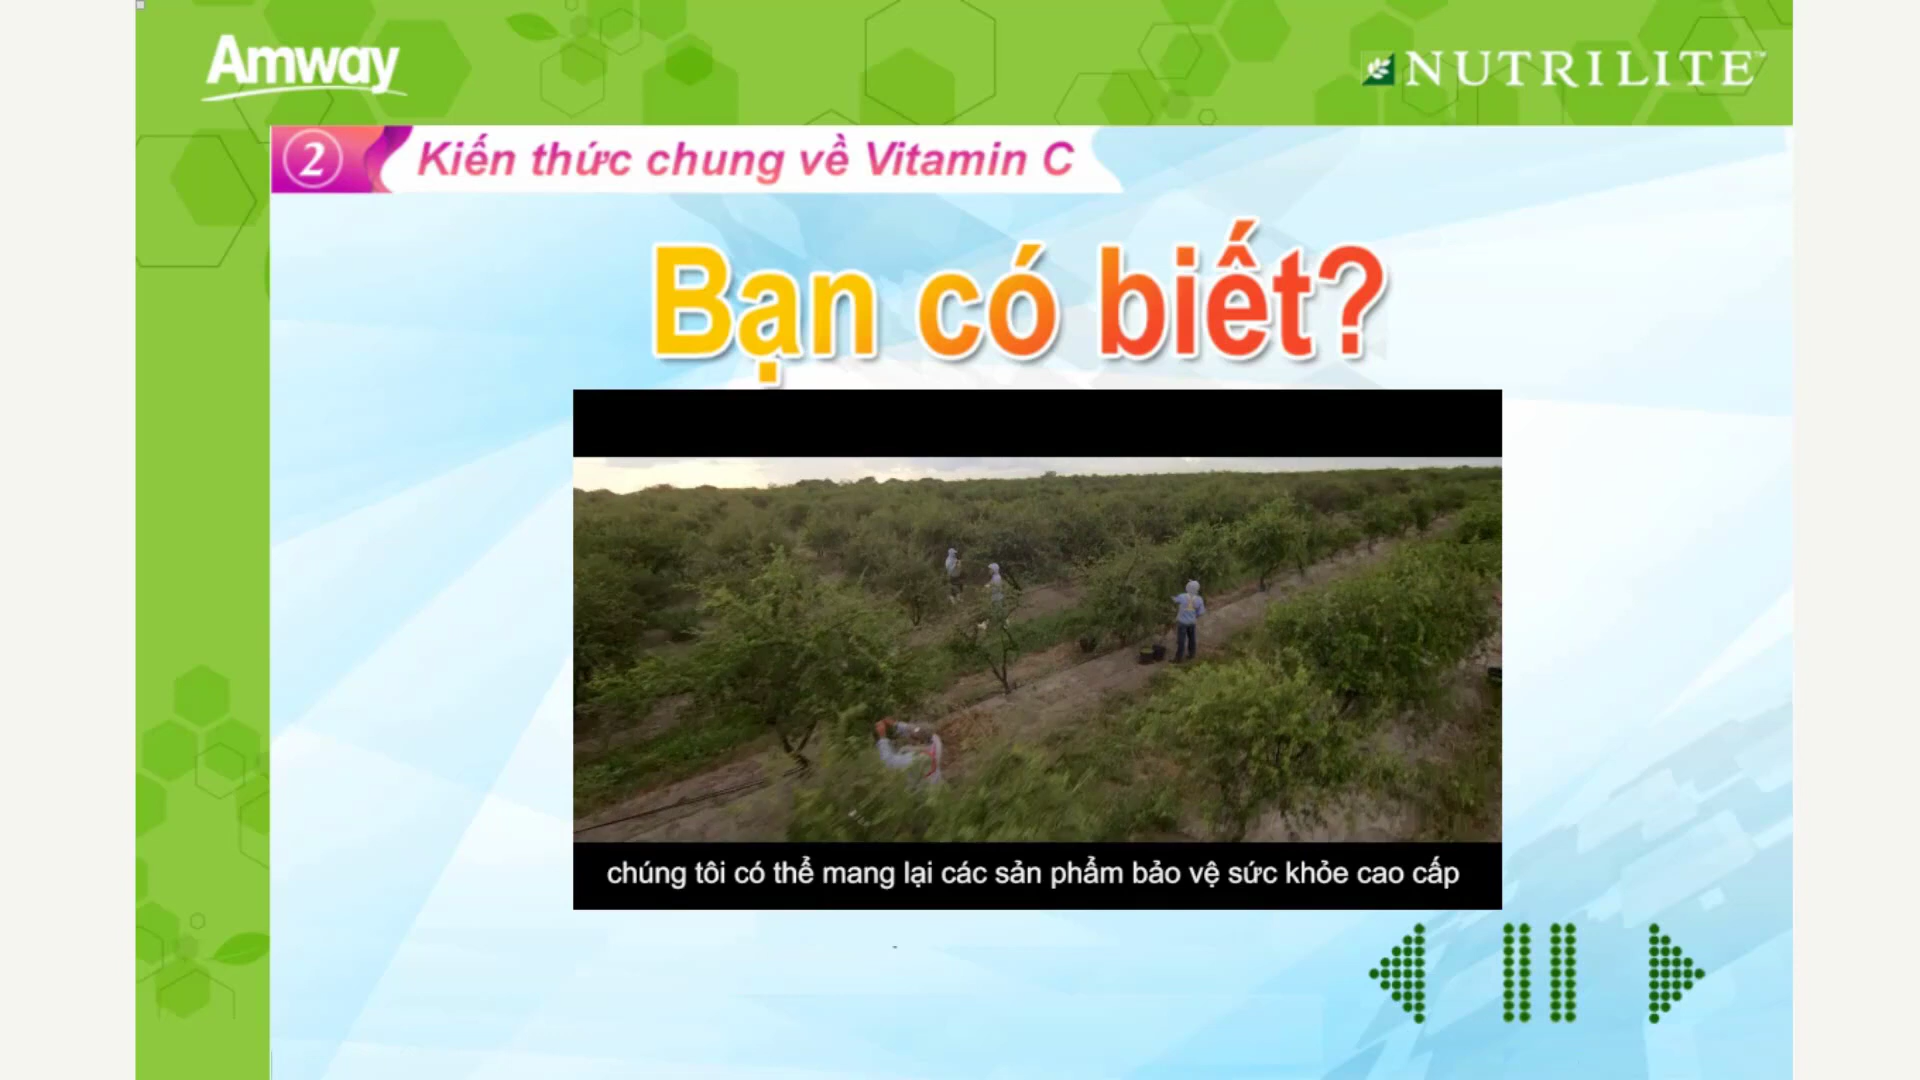 Amway
NUTRILITE™
2 Kiến thức chung về Vitamin C
Bạn có biết?
chúng tôi có thể mang lại các sản phẩm bảo vệ sức khỏe cao cấp